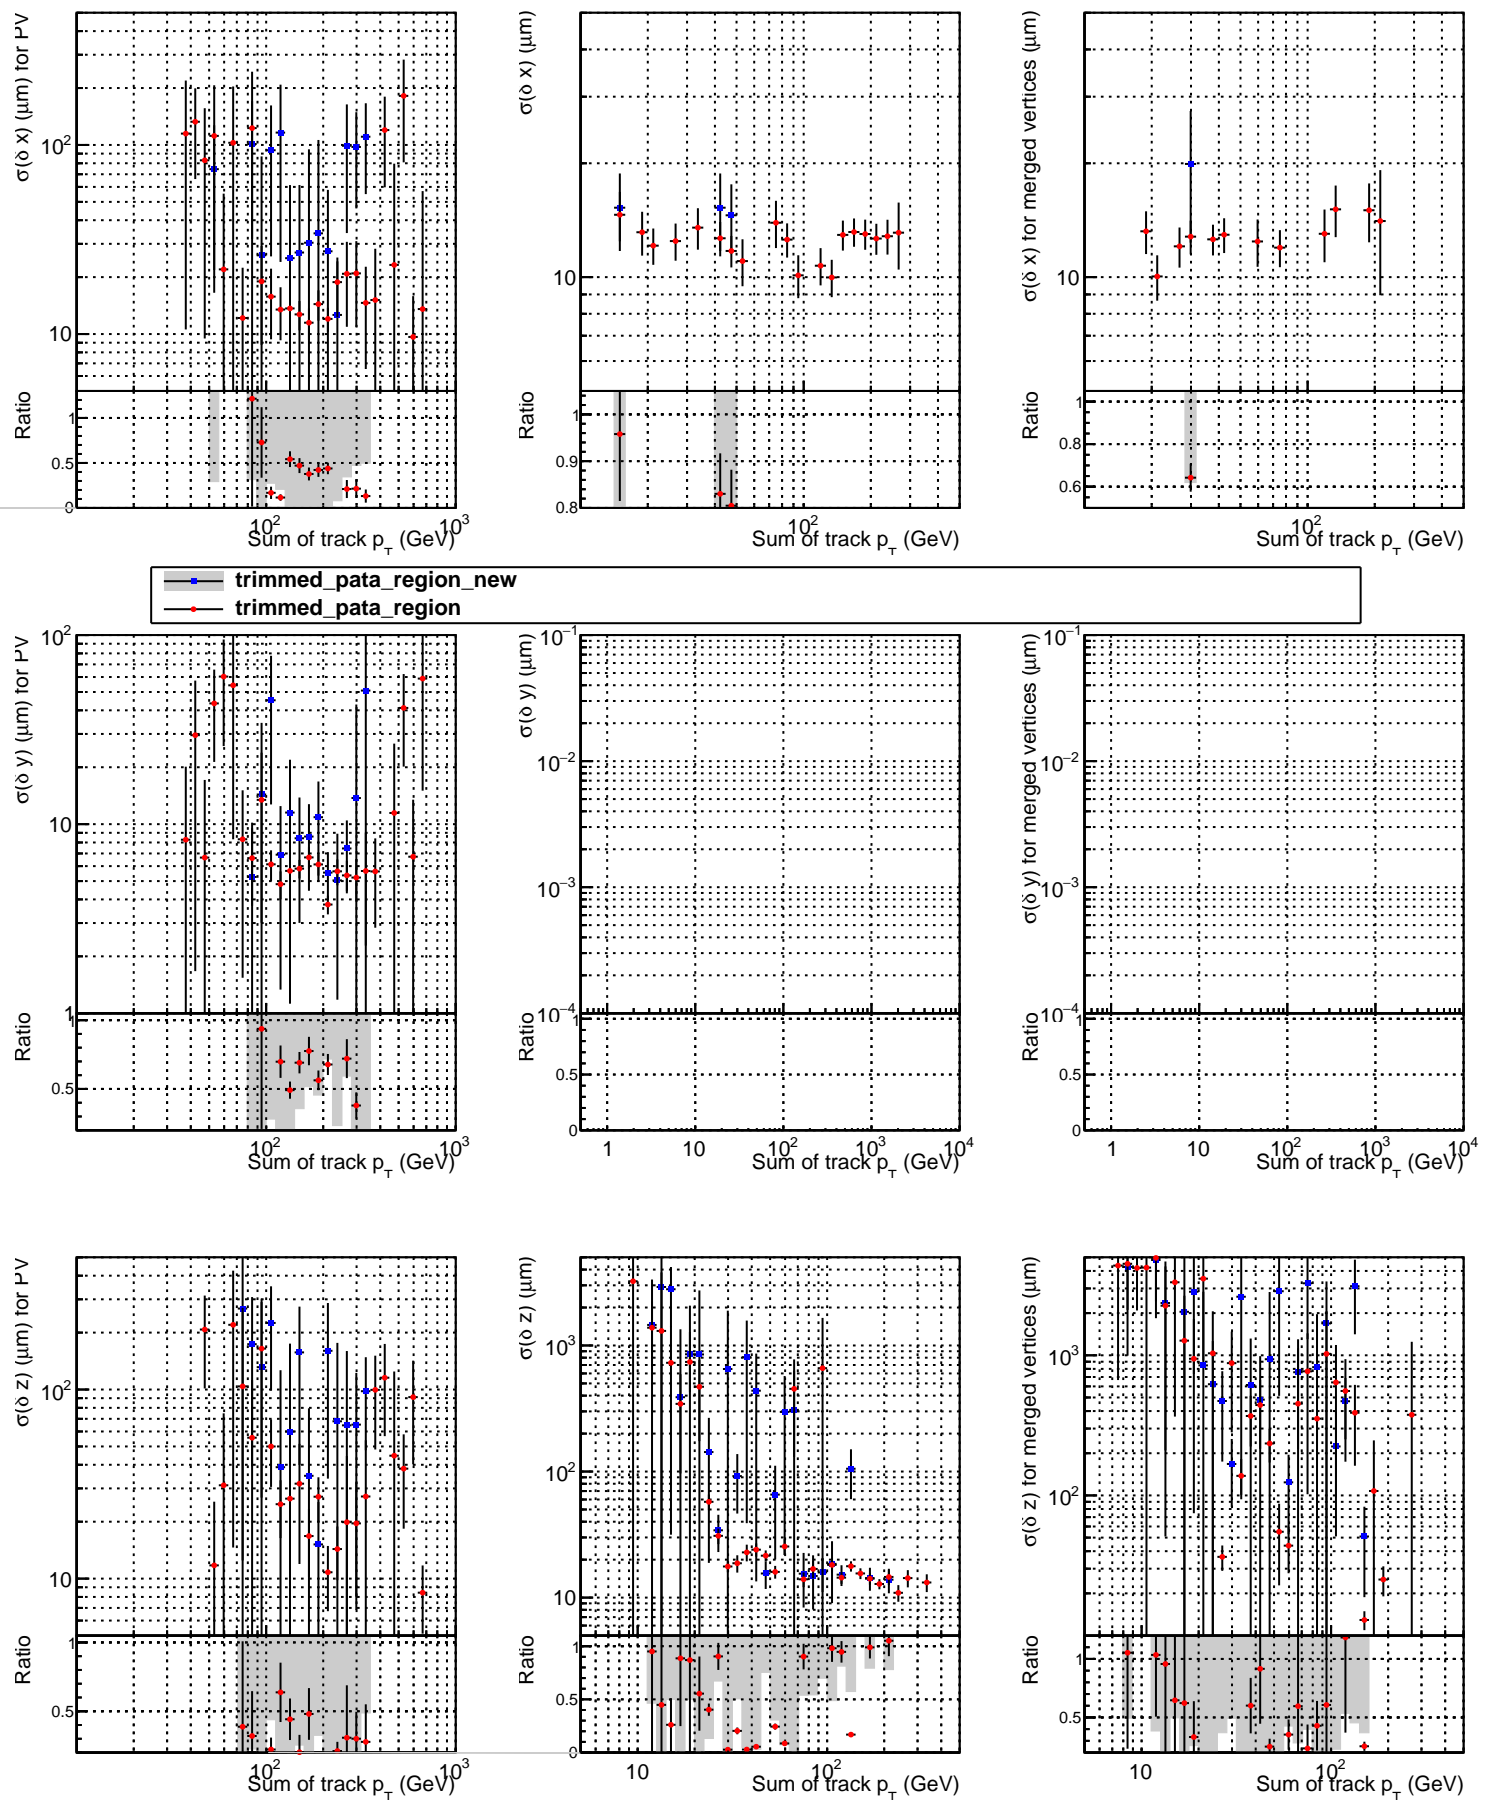 σ(δ x) (μm) for PV
10²
10
Ratio
1
0.5
0
10²
10³
Sum of track p_T (GeV)
σ(δ x) (μm)
10
Ratio
1
0.9
0.8
10²
Sum of track p_T (GeV)
σ(δ x) for merged vertices (μm)
10
Ratio
1
0.8
0.6
10²
Sum of track p_T (GeV)
trimmed_pata_region_new
trimmed_pata_region
σ(δ y) (μm) for PV
10²
10
1
Ratio
1
0.5
10²
10³
Sum of track p_T (GeV)
σ(δ y) (μm)
10⁻¹
10⁻²
10⁻³
10⁻⁴
Ratio
1
0.5
0
1
10
10²
10³
10⁴
Sum of track p_T (GeV)
σ(δ y) for merged vertices (μm)
10⁻¹
10⁻²
10⁻³
10⁻⁴
Ratio
1
0.5
0
1
10
10²
10³
10⁴
Sum of track p_T (GeV)
σ(δ z) (μm) for PV
10²
10
Ratio
1
0.5
10²
10³
Sum of track p_T (GeV)
σ(δ z) (μm)
10³
10²
10
Ratio
1
0.5
0
10
10²
Sum of track p_T (GeV)
σ(δ z) for merged vertices (μm)
10³
10²
Ratio
1
0.5
10
10²
Sum of track p_T (GeV)